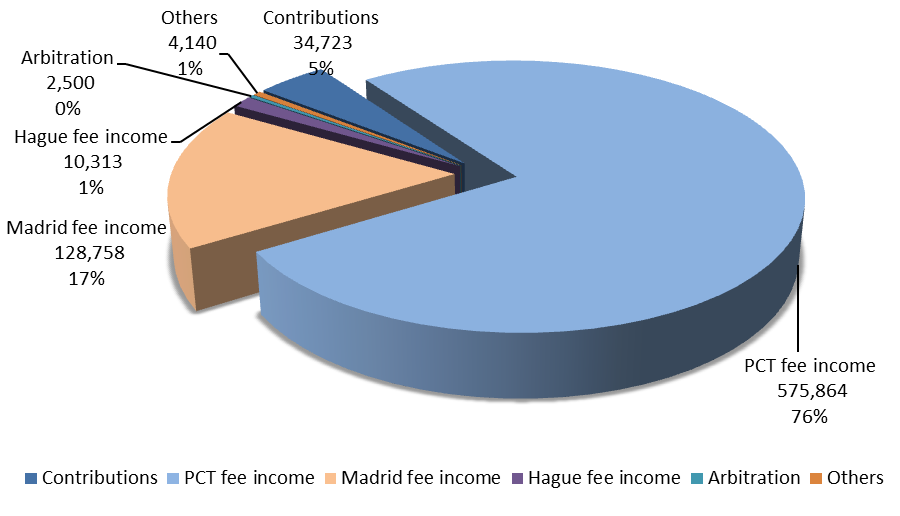 Others
4,140
1%
Contributions
34,723
5%
Arbitration
2,500
0%
Hague fee income
10,313
1%
Madrid fee income
128,758
17%
PCT fee income
575,864
76%
Contributions PCT fee income Madrid fee income Hague fee income Arbitration Others